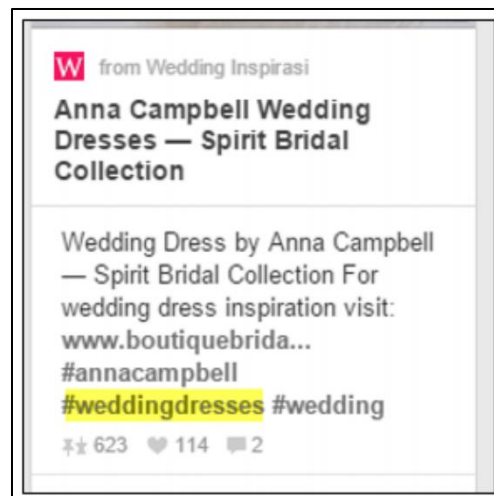 W from Wedding Inspirasi
Anna Campbell Wedding
Dresses — Spirit Bridal
Collection
Wedding Dress by Anna Campbell
— Spirit Bridal Collection For
wedding dress inspiration visit:
www.boutiquebrida...
#annacampbell
#weddingdresses #wedding
623 114 2